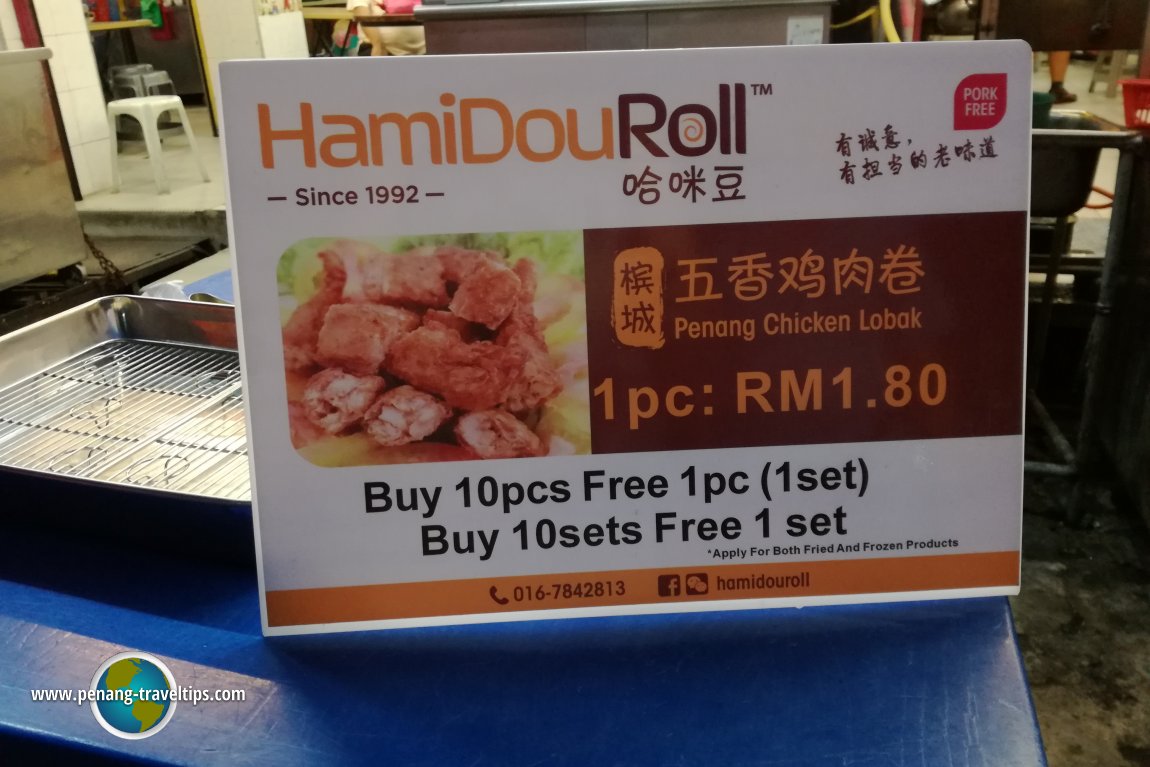 HamiDouRoll™
PORK FREE
— Since 1992 —
哈咪豆
有诚意，
有担当的老味道
槟城
五香鸡肉卷
Penang Chicken Lobak
1pc: RM1.80
Buy 10pcs Free 1pc (1set)
Buy 10sets Free 1 set
*Apply For Both Fried And Frozen Products
016-7842813 hamidouroll
www.penang-traveltips.com